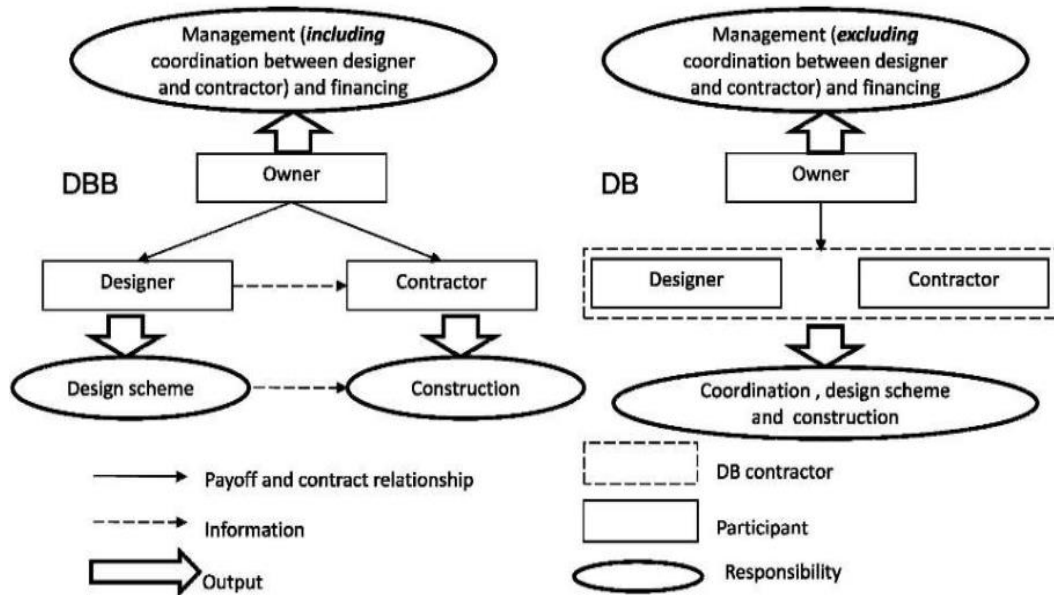 Management (including
coordination between designer
and contractor) and financing
Owner
DBB
Designer
Contractor
Design scheme
Construction
Payoff and contract relationship
Information
Output
Management (excluding
coordination between designer
and contractor) and financing
Owner
DB
Designer
Contractor
Coordination , design scheme
and construction
DB contractor
Participant
Responsibility